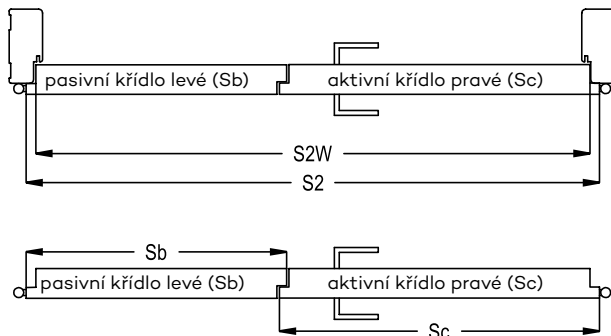 pasivní křídlo levé (Sb) aktivní křídlo pravé (Sc)
S2W
S2
Sb
pasivní křídlo levé (Sb) aktivní křídlo pravé (Sc)
Sc